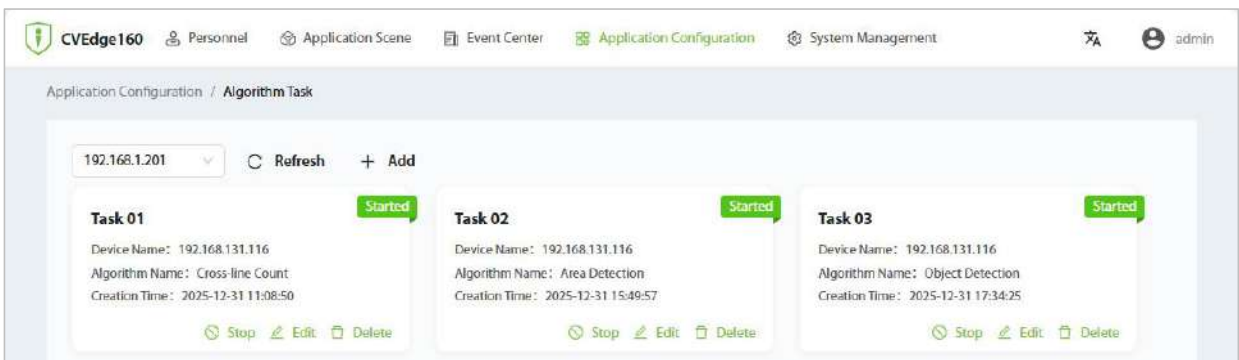 CVEdge160 Personnel Application Scene Event Center Application Configuration System Management 文A admin
Application Configuration / Algorithm Task
192.168.1.201 Refresh + Add
Task 01 Started
Device Name: 192.168.131.116
Algorithm Name: Cross-line Count
Creation Time: 2025-12-31 11:08:50
Stop Edit Delete
Task 02 Started
Device Name: 192.168.131.116
Algorithm Name: Area Detection
Creation Time: 2025-12-31 15:49:57
Stop Edit Delete
Task 03 Started
Device Name: 192.168.131.116
Algorithm Name: Object Detection
Creation Time: 2025-12-31 17:34:25
Stop Edit Delete